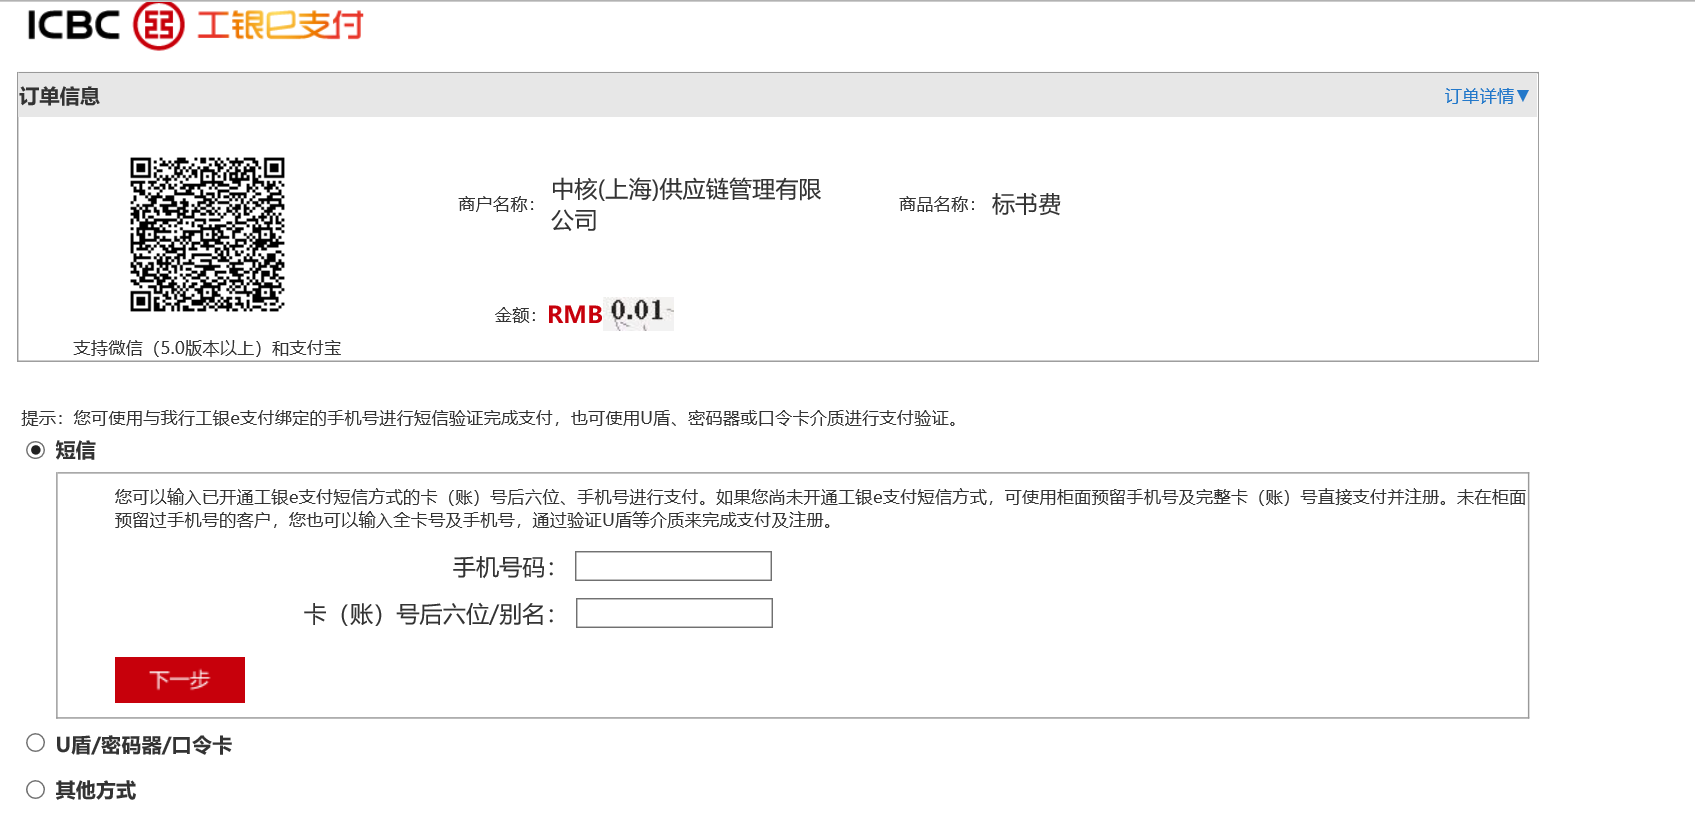 ICBC 工银e支付
订单信息
订单详情▼
商户名称： 中核(上海)供应链管理有限
公司
商品名称： 标书费
金额： RMB 0.01
支持微信（5.0版本以上）和支付宝
提示：您可使用与我行工银e支付绑定的手机号进行短信验证完成支付，也可使用U盾、密码器或口令卡介质进行支付验证。
短信
您可以输入已开通工银e支付短信方式的卡（账）号后六位、手机号进行支付。如果您尚未开通工银e支付短信方式，可使用柜面预留手机号及完整卡（账）号直接支付并注册。未在柜面
预留过手机号的客户，您也可以输入全卡号及手机号，通过验证U盾等介质来完成支付及注册。
手机号码：
卡（账）号后六位/别名：
下一步
U盾/密码器/口令卡
其他方式